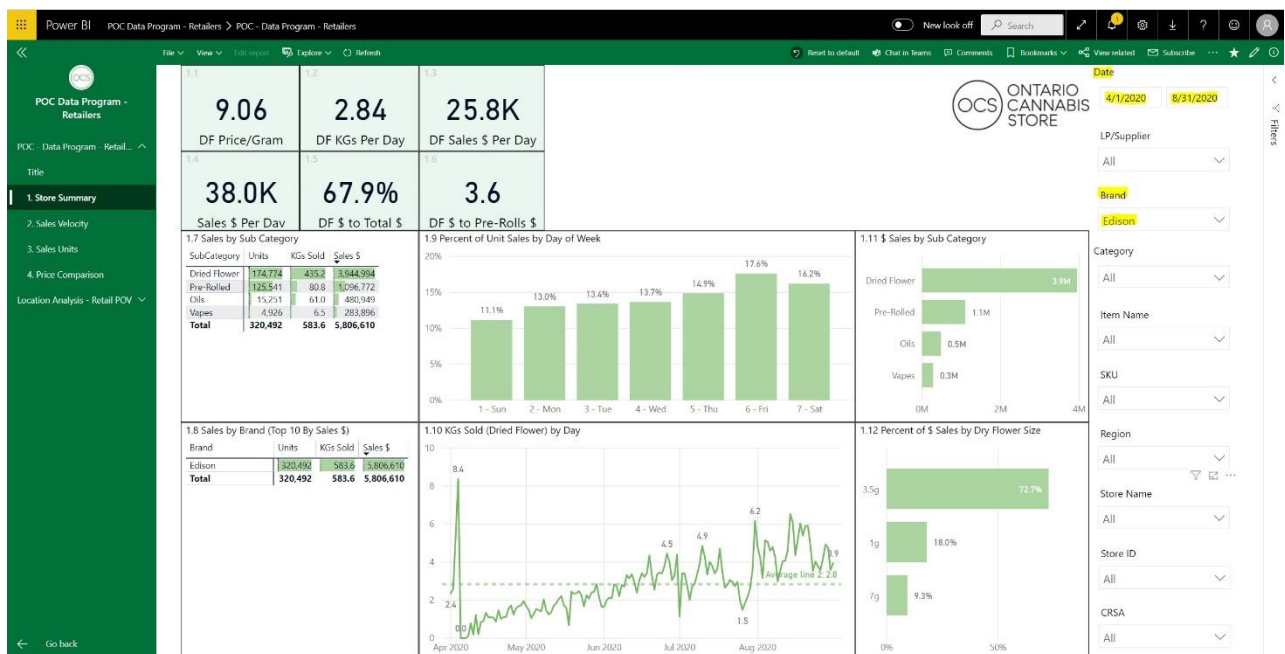 Power BI POC Data Program - Retailers > POC - Data Program - Retailers New look off Search 1
File View Edit report Explore Refresh Reset to default Chat in Teams Comments Bookmarks View related Subscribe
OCS
POC Data Program -
Retailers
POC - Data Program - Retail...
Title
1. Store Summary
2. Sales Velocity
3. Sales Units
4. Price Comparison
Location Analysis - Retail POV
Go back
1.1
9.06
DF Price/Gram
1.2
2.84
DF KGs Per Day
1.3
25.8K
DF Sales $ Per Day
1.4
38.0K
Sales $ Per Day
1.5
67.9%
DF $ to Total $
1.6
3.6
DF $ to Pre-Rolls $
OCS
ONTARIO
CANNABIS
STORE
1.7 Sales by Sub Category
SubCategory Units KGs Sold Sales $
Dried Flower 174,774 435.2 3,944,994
Pre-Rolled 125,541 80.8 1,096,772
Oils 15,251 61.0 480,949
Vapes 4,926 6.5 283,896
Total 320,492 583.6 5,806,610
1.9 Percent of Unit Sales by Day of Week
20%
15%
10%
5%
0%
11.1% 13.0% 13.4% 13.7% 14.9% 17.6% 16.2%
1 - Sun 2 - Mon 3 - Tue 4 - Wed 5 - Thu 6 - Fri 7 - Sat
1.11 $ Sales by Sub Category
Dried Flower 3.9M
Pre-Rolled 1.1M
Oils 0.5M
Vapes 0.3M
0M 2M 4M
1.8 Sales by Brand (Top 10 By Sales $)
Brand Units KGs Sold Sales $
Edison 320,492 583.6 5,806,610
Total 320,492 583.6 5,806,610
1.10 KGs Sold (Dried Flower) by Day
10
8
6
4
2
0
8.4
2.4
0.0
4.5
4.9
1.5
6.2
3.9
Average line 2: 2.8
Apr 2020 May 2020 Jun 2020 Jul 2020 Aug 2020
1.12 Percent of $ Sales by Dry Flower Size
3.5g 72.7%
1g 18.0%
7g 9.3%
0% 50%
Date
4/1/2020 8/31/2020
LP/Supplier
All
Brand
Edison
Category
All
Item Name
All
SKU
All
Region
All
Store Name
All
Store ID
All
CRSA
All
Filters